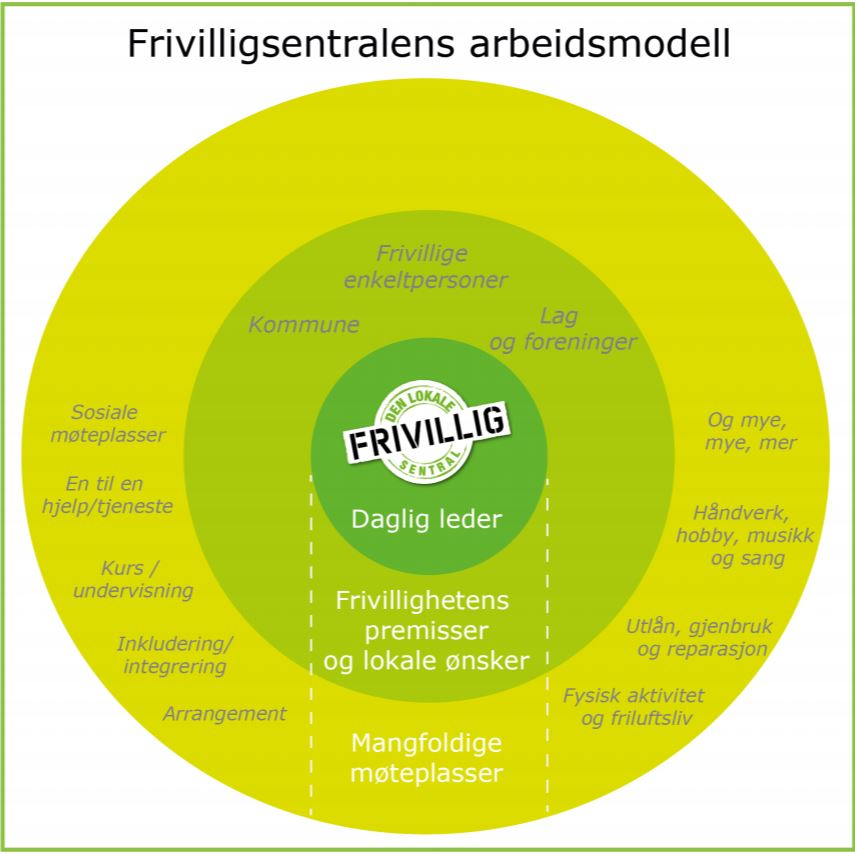 Frivilligsentralens arbeidsmodell
Frivillige
enkeltpersoner
Kommune
Lag
og foreninger
DEN LOKALE
FRIVILLIG
SENTRAL
Daglig leder
Frivillighetens
premisser
og lokale ønsker
Mangfoldige
møteplasser
Sosiale
møteplasser
En til en
hjelp/tjeneste
Kurs /
undervisning
Inkludering/
integrering
Arrangement
Og mye,
mye, mer
Håndverk,
hobby, musikk
og sang
Utlån, gjenbruk
og reparasjon
Fysisk aktivitet
og friluftsliv